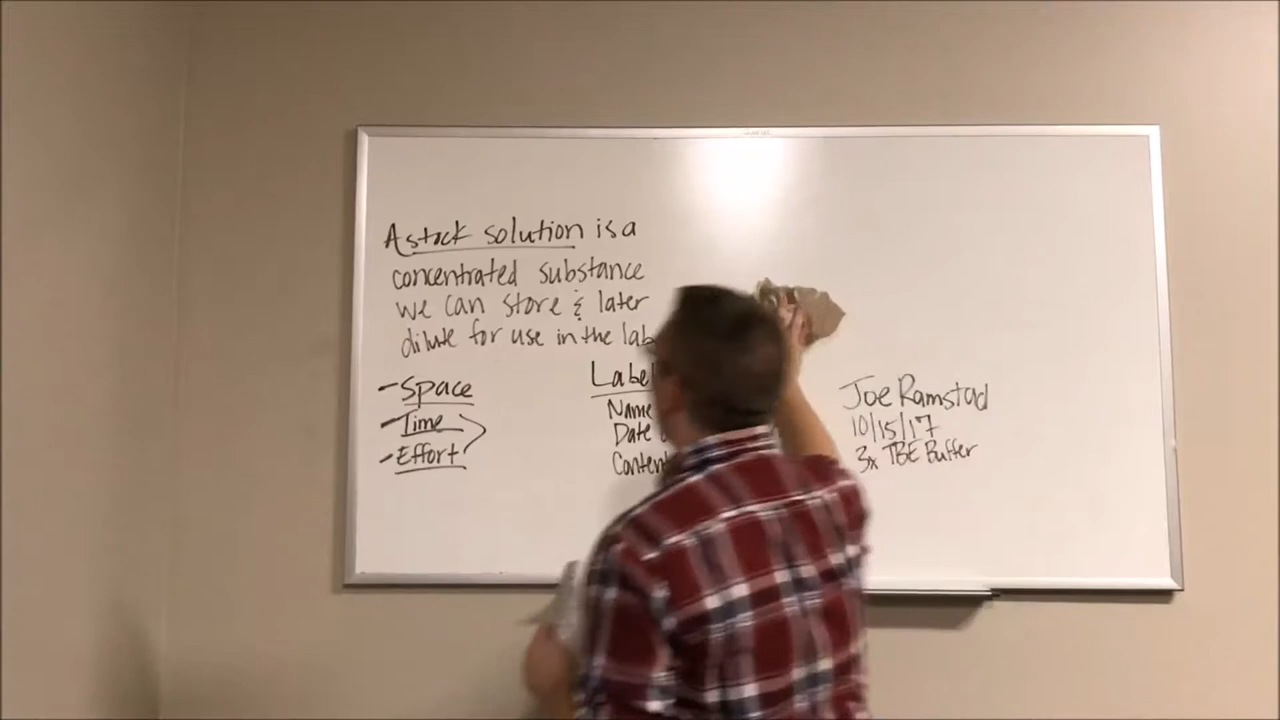 A stock solution is a
concentrated substance
we can store & later
dilute for use in the lab
- Space
- Time
- Effort
Label
Name
Date
Content
Joe Ramstad
10/15/17
3x TBE Buffer